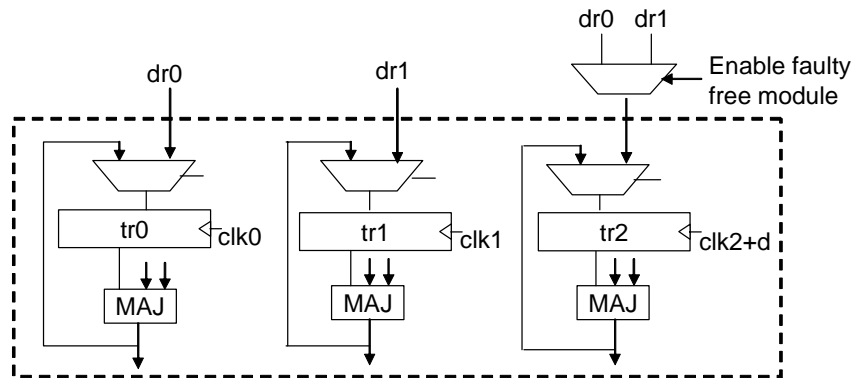 dr0 dr1
dr0
dr1
Enable faulty
free module
tr0
clk0
tr1
clk1
tr2
clk2+d
MAJ
MAJ
MAJ